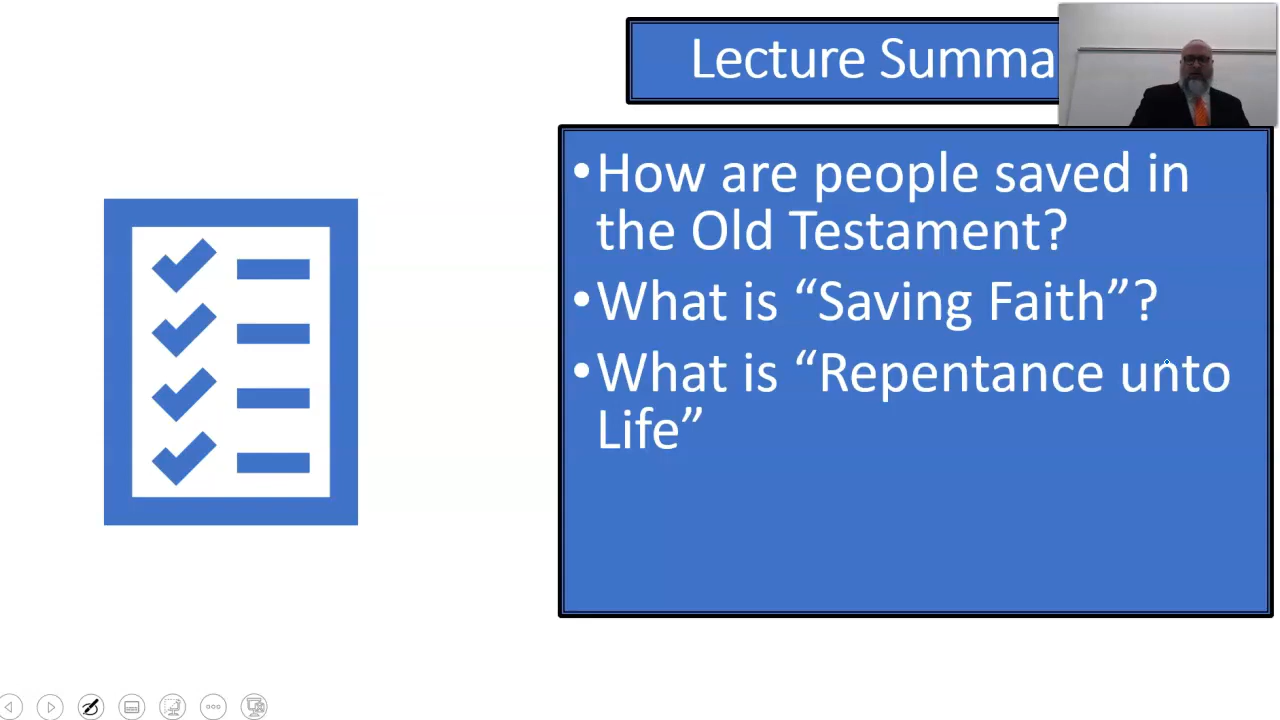 Lecture Summa
•How are people saved in
the Old Testament?
•What is “Saving Faith”?
•What is “Repentance unto
Life”